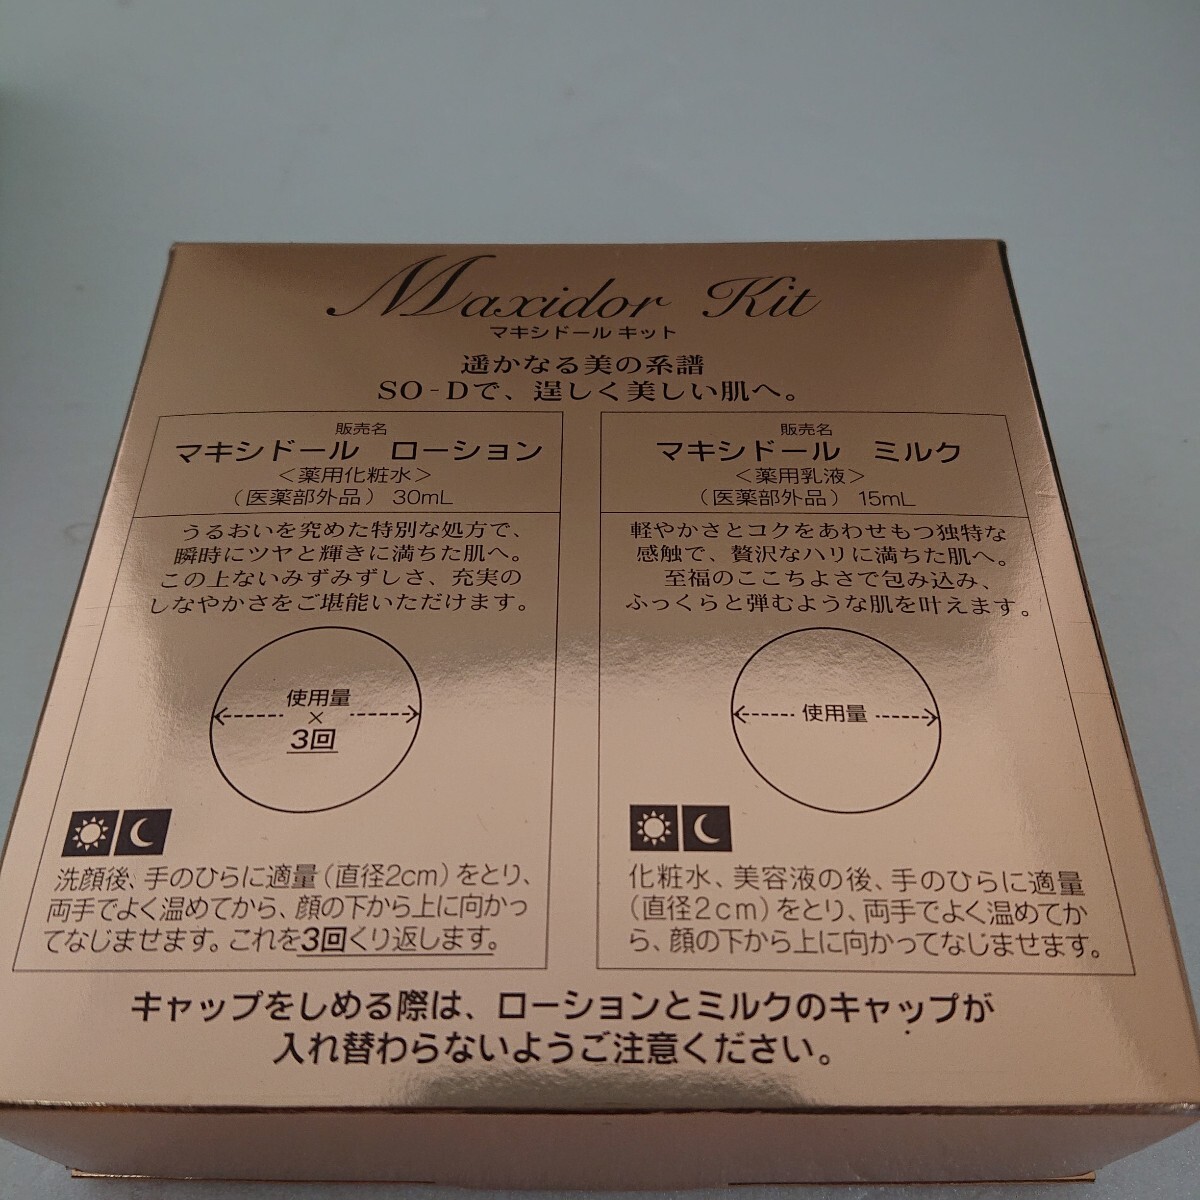 Maxidor Kit
マキシドール キット
遥かなる美の系譜
SO-Dで、逞しく美しい肌へ。
販売名
マキシドール ローション
＜薬用化粧水＞
（医薬部外品） 30mL
うるおいを究めた特別な処方で、
瞬時にツヤと輝きに満ちた肌へ。
この上ないみずみずしさ、充実の
しなやかさをご堪能いただけます。
使用量
×
3回
洗顔後、手のひらに適量（直径2cm）をとり、
両手でよく温めてから、顔の下から上に向かっ
てなじませます。これを3回くり返します。
販売名
マキシドール ミルク
＜薬用乳液＞
（医薬部外品） 15mL
軽やかさとコクをあわせもつ独特な
感触で、贅沢なハリに満ちた肌へ。
至福のここちよさで包み込み、
ふっくらと弾むような肌を叶えます。
使用量
化粧水、美容液の後、手のひらに適量
（直径2cm）をとり、両手でよく温めてか
ら、顔の下から上に向かってなじませます。
キャップをしめる際は、ローションとミルクのキャップが
入れ替わらないようご注意ください。